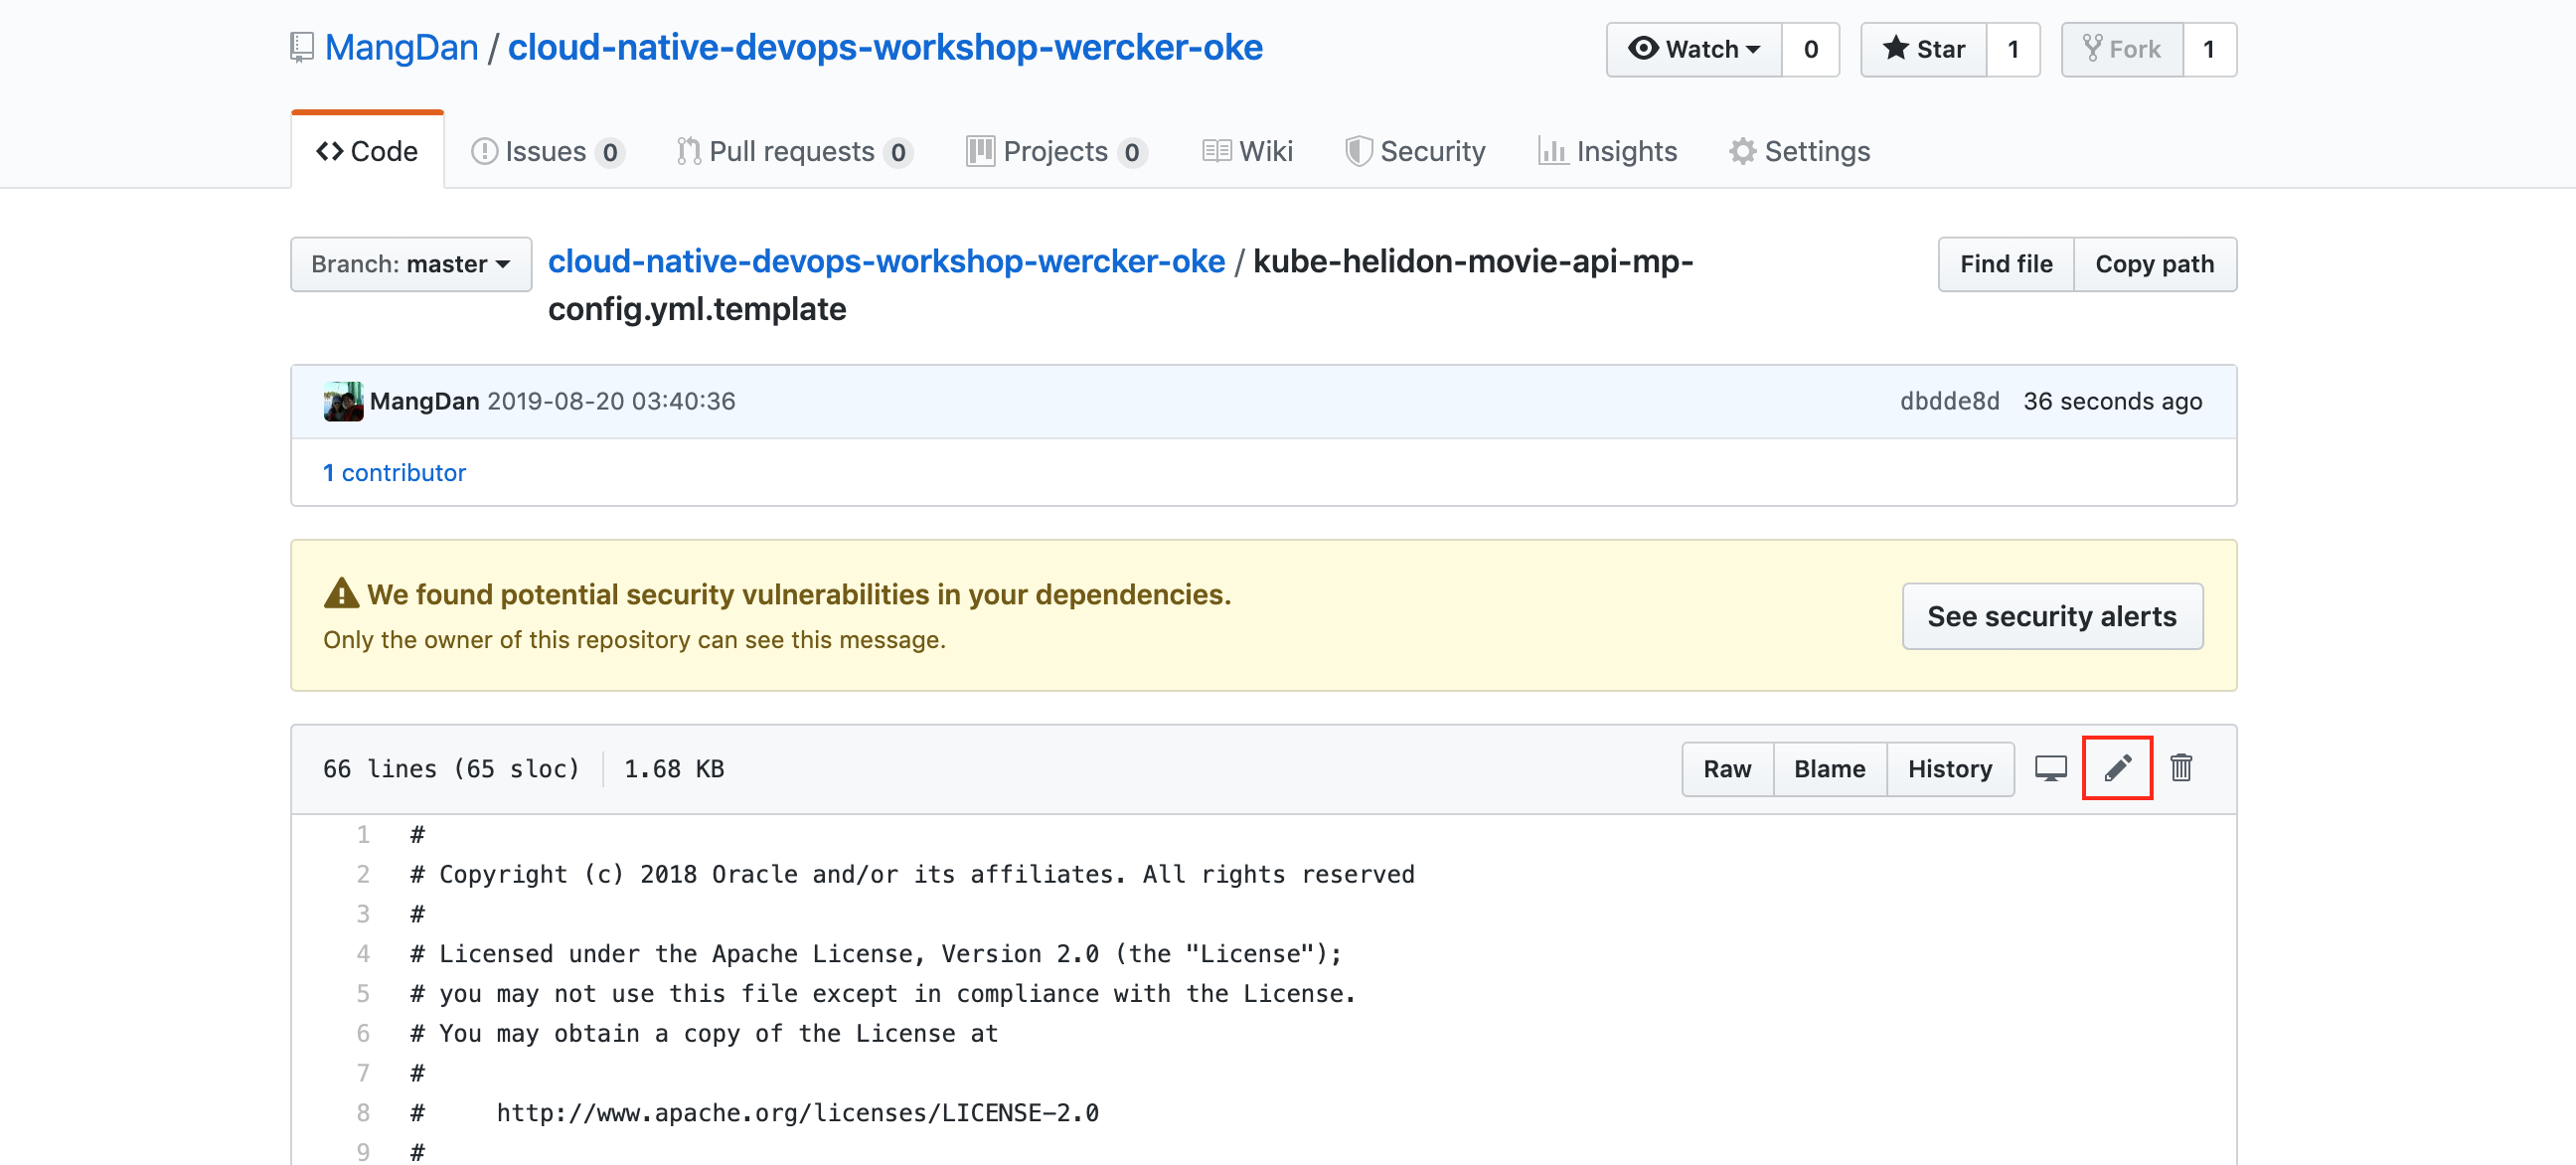 MangDan / cloud-native-devops-workshop-wercker-oke
Watch 0 Star 1 Fork 1
Code Issues 0 Pull requests 0 Projects 0 Wiki Security Insights Settings
Branch: master cloud-native-devops-workshop-wercker-oke / kube-helidon-movie-api-mp- Find file Copy path
config.yml.template
MangDan 2019-08-20 03:40:36 dbdde8d 36 seconds ago
1 contributor
We found potential security vulnerabilities in your dependencies.
Only the owner of this repository can see this message.
See security alerts
66 lines (65 sloc) 1.68 KB Raw Blame History
1 #
2 # Copyright (c) 2018 Oracle and/or its affiliates. All rights reserved
3 #
4 # Licensed under the Apache License, Version 2.0 (the "License");
5 # you may not use this file except in compliance with the License.
6 # You may obtain a copy of the License at
7 #
8 #     http://www.apache.org/licenses/LICENSE-2.0
9 #